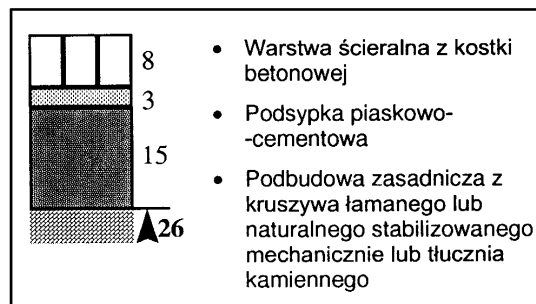 8
3
15
26
• Warstwa ścieralna z kostki
betonowej
• Podsypka piaskowo-
-cementowa
• Podbudowa zasadnicza z
kruszywa łamanego lub
naturalnego stabilizowanego
mechanicznie lub tłucznia
kamiennego